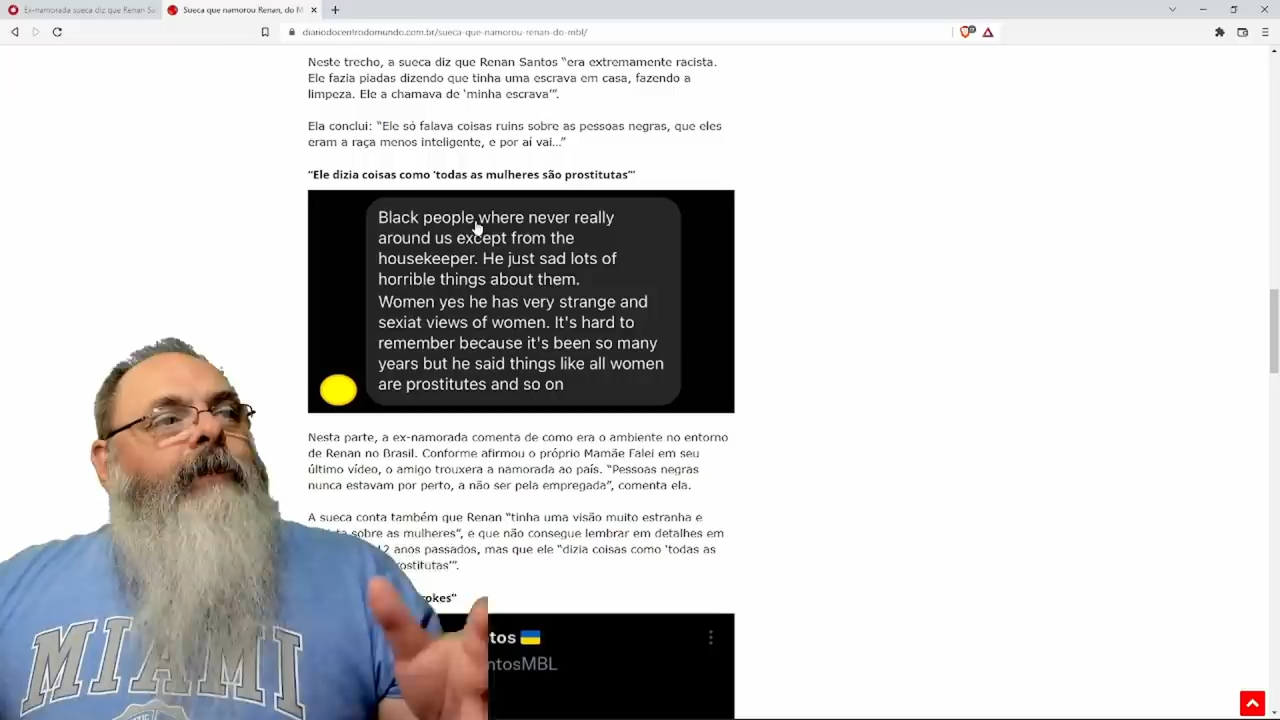 Ex-namorada sueca diz que Renan Sa
Sueca que namorou Renan, do M
diariodocentrodomundo.com.br/sueca-que-namorou-renan-do-mbl/
Neste trecho, a sueca diz que Renan Santos “era extremamente racista.
Ele fazia piadas dizendo que tinha uma escrava em casa, fazendo a
limpeza. Ele a chamava de ‘minha escrava’”.
Ela conclui: “Ele só falava coisas ruins sobre as pessoas negras, que eles
eram a raça menos inteligente, e por aí vai…”
“Ele dizia coisas como ‘todas as mulheres são prostitutas’”
Black people where never really
around us except from the
housekeeper. He just sad lots of
horrible things about them.
Women yes he has very strange and
sexiat views of women. It's hard to
remember because it's been so many
years but he said things like all women
are prostitutes and so on
Nesta parte, a ex-namorada comenta de como era o ambiente no entorno
de Renan no Brasil. Conforme afirmou o próprio Mamãe Falei em seu
último vídeo, o amigo trouxera a namorada ao país. “Pessoas negras
nunca estavam por perto, a não ser pela empregada”, comenta ela.
A sueca conta também que Renan “tinha uma visão muito estranha e
sobre as mulheres”, e que não consegue lembrar em detalhes em
2 anos passados, mas que ele “dizia coisas como ‘todas as
rostitutas’”.
okes”
tos
ntosMBL
MIAMI